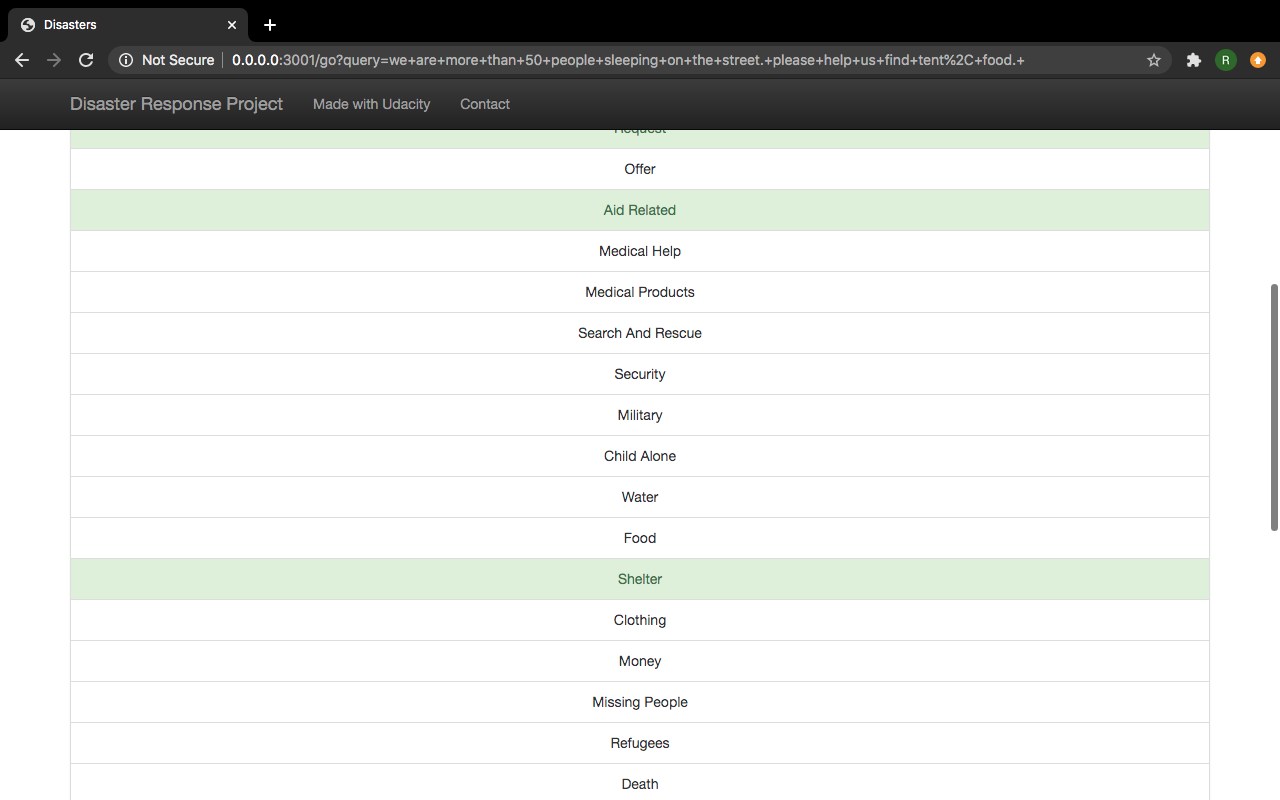 Disasters
Not Secure 0.0.0.0:3001/go?query=we+are+more+than+50+people+sleeping+on+the+street.+please+help+us+find+tent%2C+food.+
R
Disaster Response Project Made with Udacity Contact
Request
Offer
Aid Related
Medical Help
Medical Products
Search And Rescue
Security
Military
Child Alone
Water
Food
Shelter
Clothing
Money
Missing People
Refugees
Death